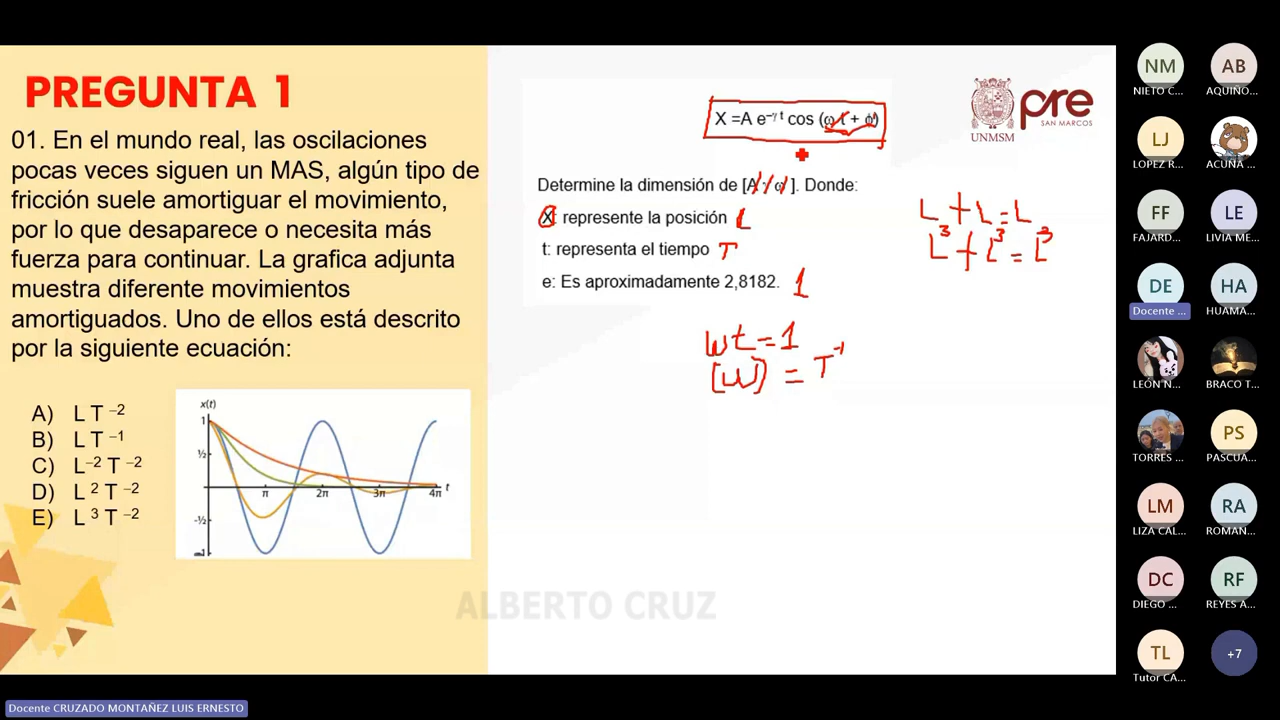 PREGUNTA 1
01. En el mundo real, las oscilaciones
pocas veces siguen un MAS, algún tipo de
fricción suele amortiguar el movimiento,
por lo que desaparece o necesita más
fuerza para continuar. La grafica adjunta
muestra diferente movimientos
amortiguados. Uno de ellos está descrito
por la siguiente ecuación:
A) L T ⁻²
B) L T ⁻¹
C) L⁻² T ⁻²
D) L ² T ⁻²
E) L ³ T ⁻²
x(t)
1
½
-½
-1
π
2π
3π
4π
t
X =A e⁻ᵞ ᵗ cos (ω t + ϕ)
UNMSM
pre
SAN MARCOS
Determine la dimensión de [A γ ω ]. Donde:
X: represente la posición L
t: representa el tiempo T
e: Es aproximadamente 2,8182. 1
L + L = L
L³ + L³ = L³
wt = 1
[W] = T⁻¹
ALBERTO CRUZ
NM
NIETO C...
AB
AQUIÑO...
LJ
LOPEZ R...
ACUÑA ...
FF
FAJARD...
LE
LIVIA ME...
DE
Docente ...
HA
HUAMA...
LEÓN N...
BRACO T...
TORRES ...
PS
PASCUA...
LM
LIZA CAL...
RA
ROMAN...
DC
DIEGO ...
RF
REYES A...
TL
Tutor CA...
+7
Docente CRUZADO MONTAÑEZ LUIS ERNESTO